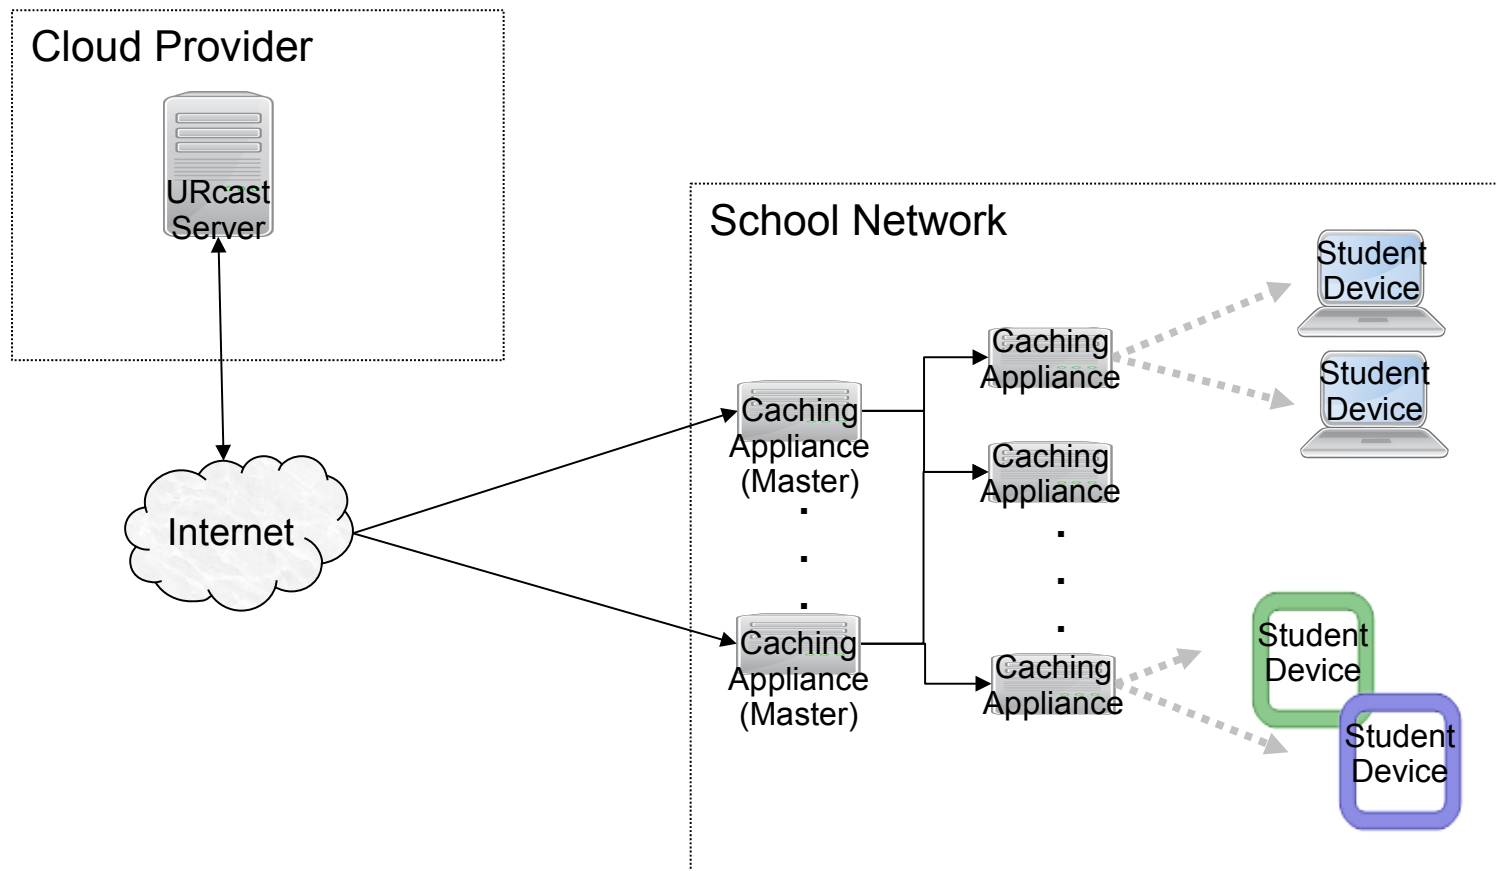 Cloud Provider
URcast
Server
Internet
School Network
Caching
Appliance
(Master)
Caching
Appliance
(Master)
Caching
Appliance
Caching
Appliance
Caching
Appliance
Student
Device
Student
Device
Student
Device
Student
Device